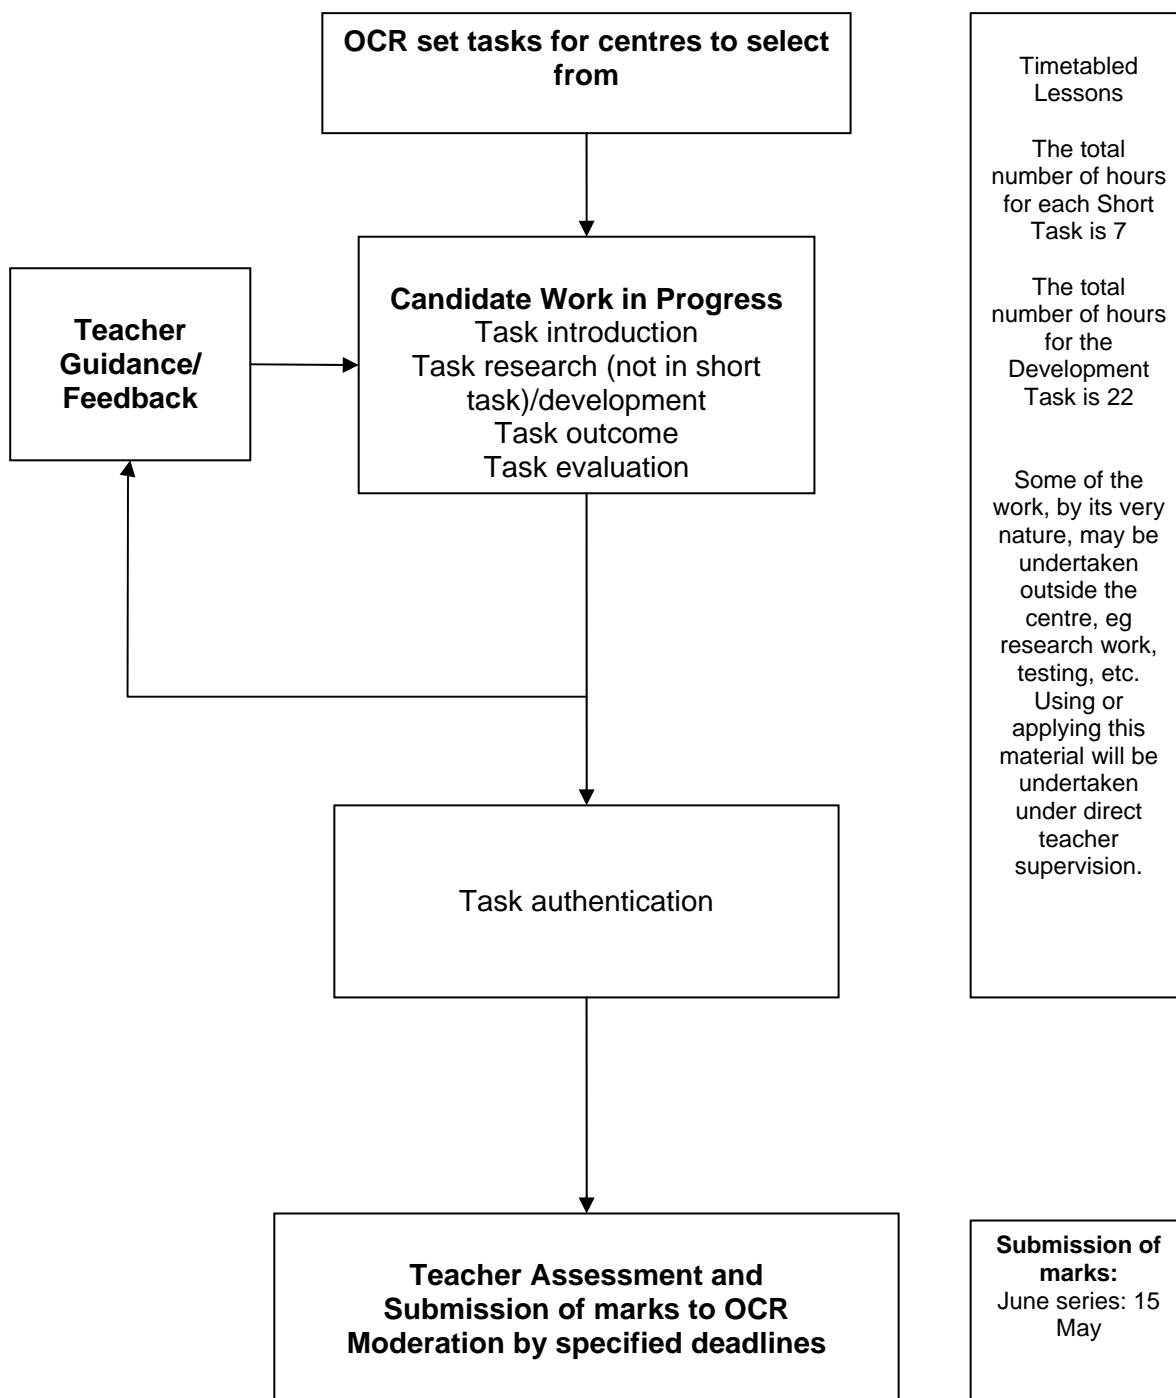 OCR set tasks for centres to select
from
Timetabled
Lessons
The total
number of hours
for each Short
Task is 7
The total
number of hours
for the
Development
Task is 22
Some of the
work, by its very
nature, may be
undertaken
outside the
centre, eg
research work,
testing, etc.
Using or
applying this
material will be
undertaken
under direct
teacher
supervision.
Teacher
Guidance/
Feedback
Candidate Work in Progress
Task introduction
Task research (not in short
task)/development
Task outcome
Task evaluation
Task authentication
Teacher Assessment and
Submission of marks to OCR
Moderation by specified deadlines
Submission of
marks:
June series: 15
May